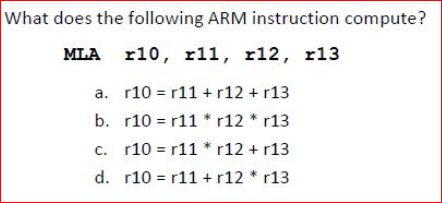 What does the following ARM instruction compute?
MLA r10, r11, r12, r13
a. r10 = r11 + r12 + r13
b. r10 = r11 * r12 * r13
c. r10 = r11 * r12 + r13
d. r10 = r11 + r12 * r13